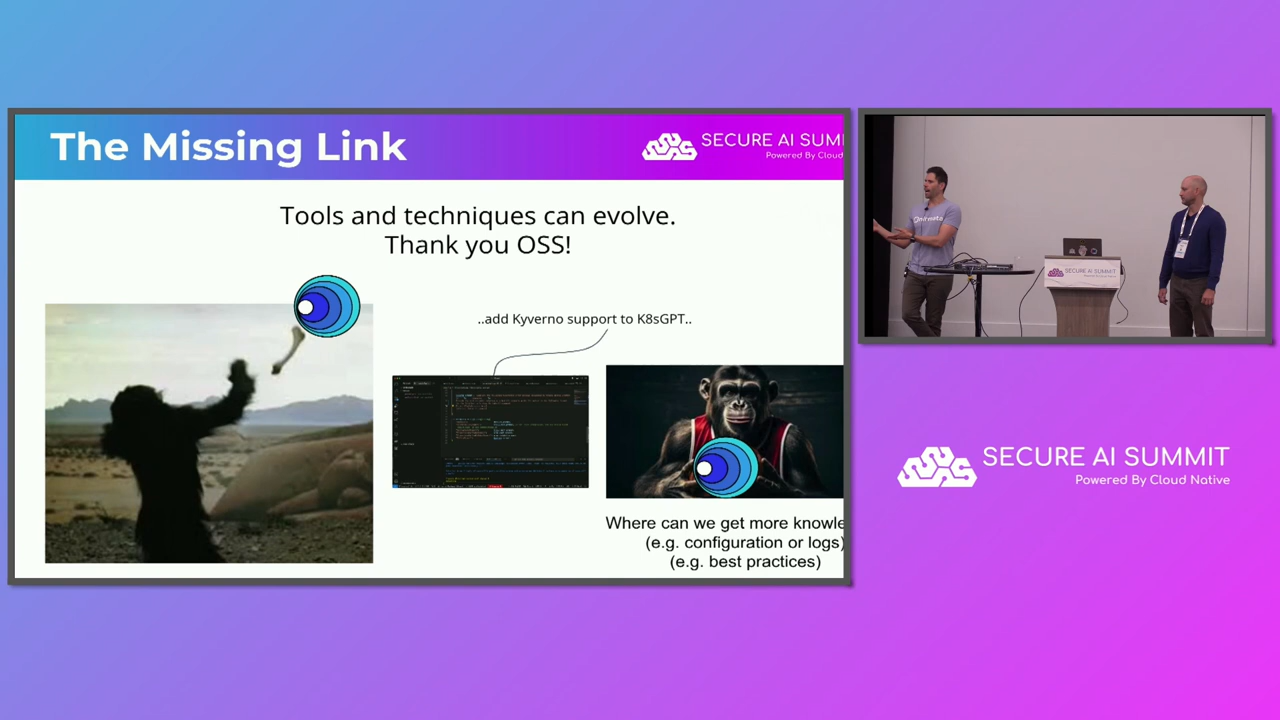 The Missing Link
SECURE AI SUMM
Powered By Cloud
Tools and techniques can evolve.
Thank you OSS!
..add Kyverno support to K8sGPT..
Where can we get more knowle
(e.g. configuration or logs)
(e.g. best practices)
SECURE AI SUMMIT
SECURE AI SUMMIT
Powered By Cloud Native